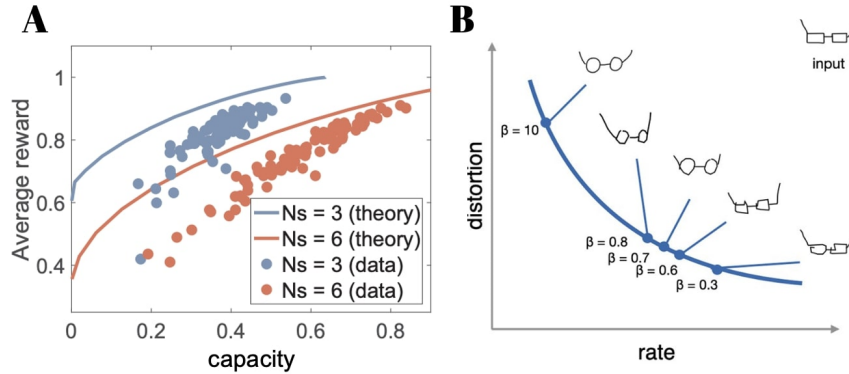 A
Average reward
1
0.8
0.6
0.4
0
0.2
0.4
0.6
0.8
capacity
Ns = 3 (theory)
Ns = 6 (theory)
Ns = 3 (data)
Ns = 6 (data)
B
input
distortion
β = 10
β = 0.8
β = 0.7
β = 0.6
β = 0.3
rate